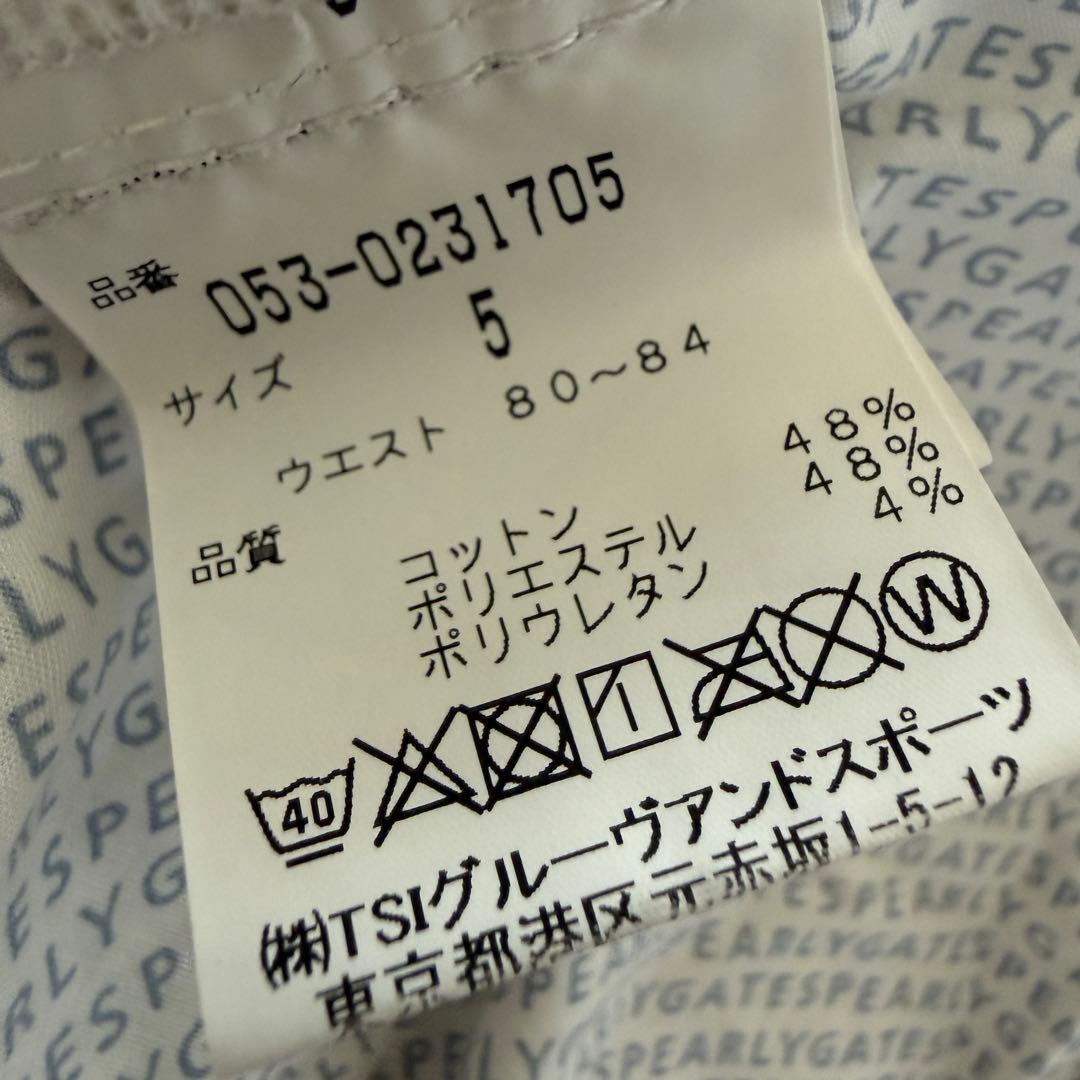 品番 053-0231705
サイズ 5
ウエスト 80～84
品質 コットン 48%
ポリエステル 48%
ポリウレタン 4%
40 W
㈱TSIグルーヴアンドスポーツ
東京都港区元赤坂1-5-12
PEARLYGATES